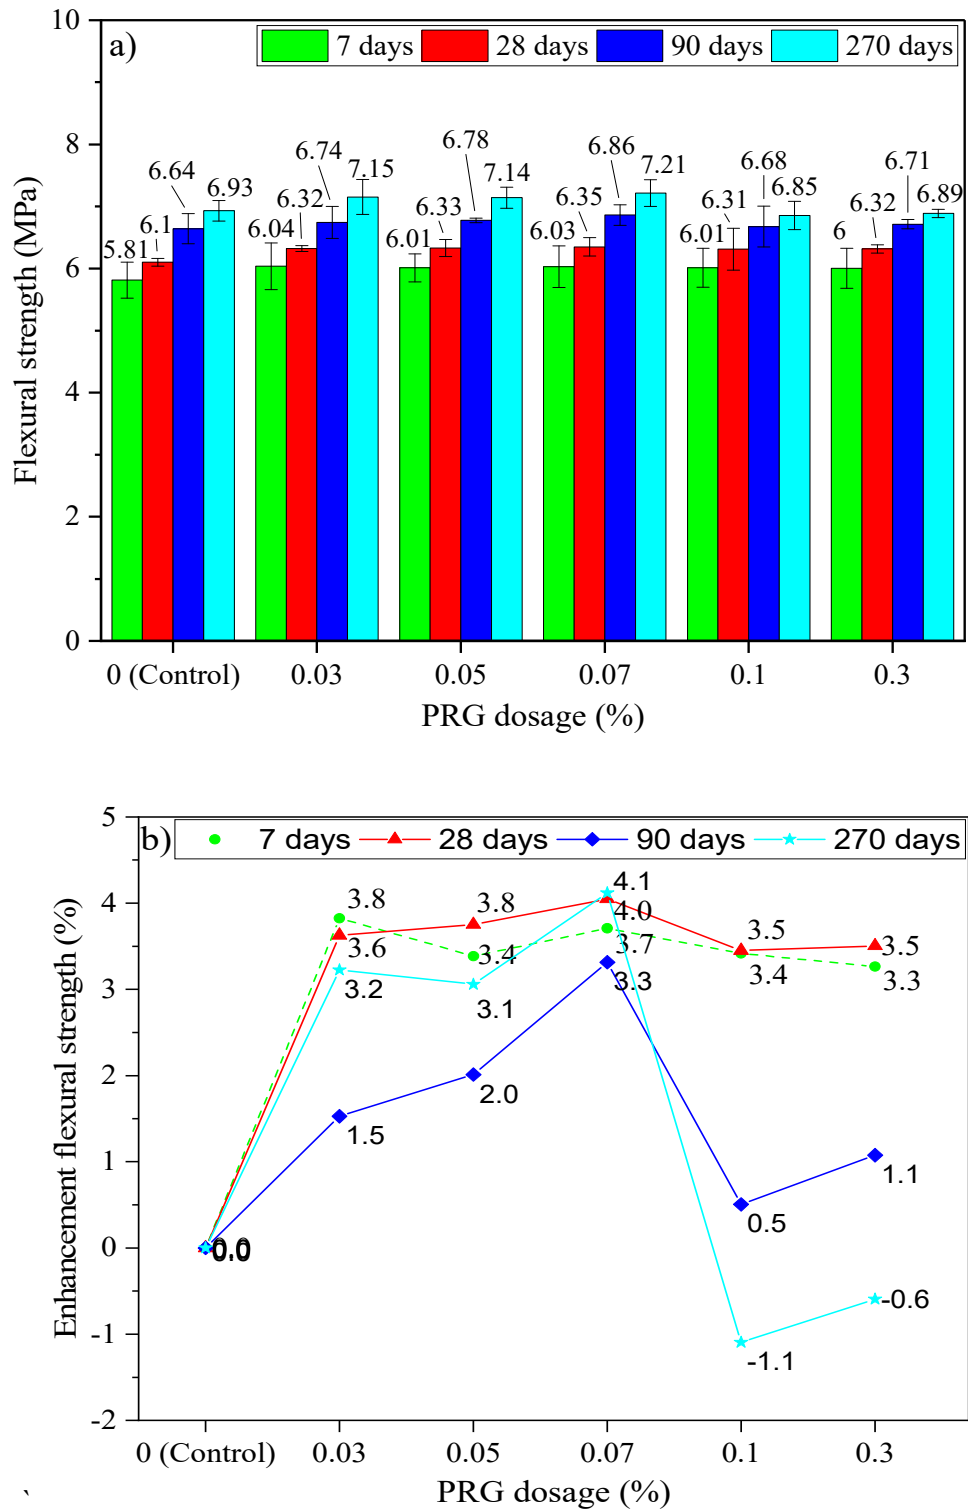 10
a)
7 days 28 days 90 days 270 days
8
6
4
2
0
Flexural strength (MPa)
5.81 6.1 6.64 6.93
6.04 6.32 6.74 7.15
6.01 6.33 6.78 7.14
6.03 6.35 6.86 7.21
6.01 6.31 6.68 6.85
6 6.32 6.71 6.89
0 (Control) 0.03 0.05 0.07 0.1 0.3
PRG dosage (%)
5
b)
7 days 28 days 90 days 270 days
4
3
2
1
0
-1
-2
Enhancement flexural strength (%)
0.0
3.8
3.6
3.2
1.5
3.8
3.4
3.1
2.0
4.1
4.0
3.7
3.3
3.5
3.4
0.5
-1.1
3.5
3.3
1.1
-0.6
0 (Control) 0.03 0.05 0.07 0.1 0.3
PRG dosage (%)